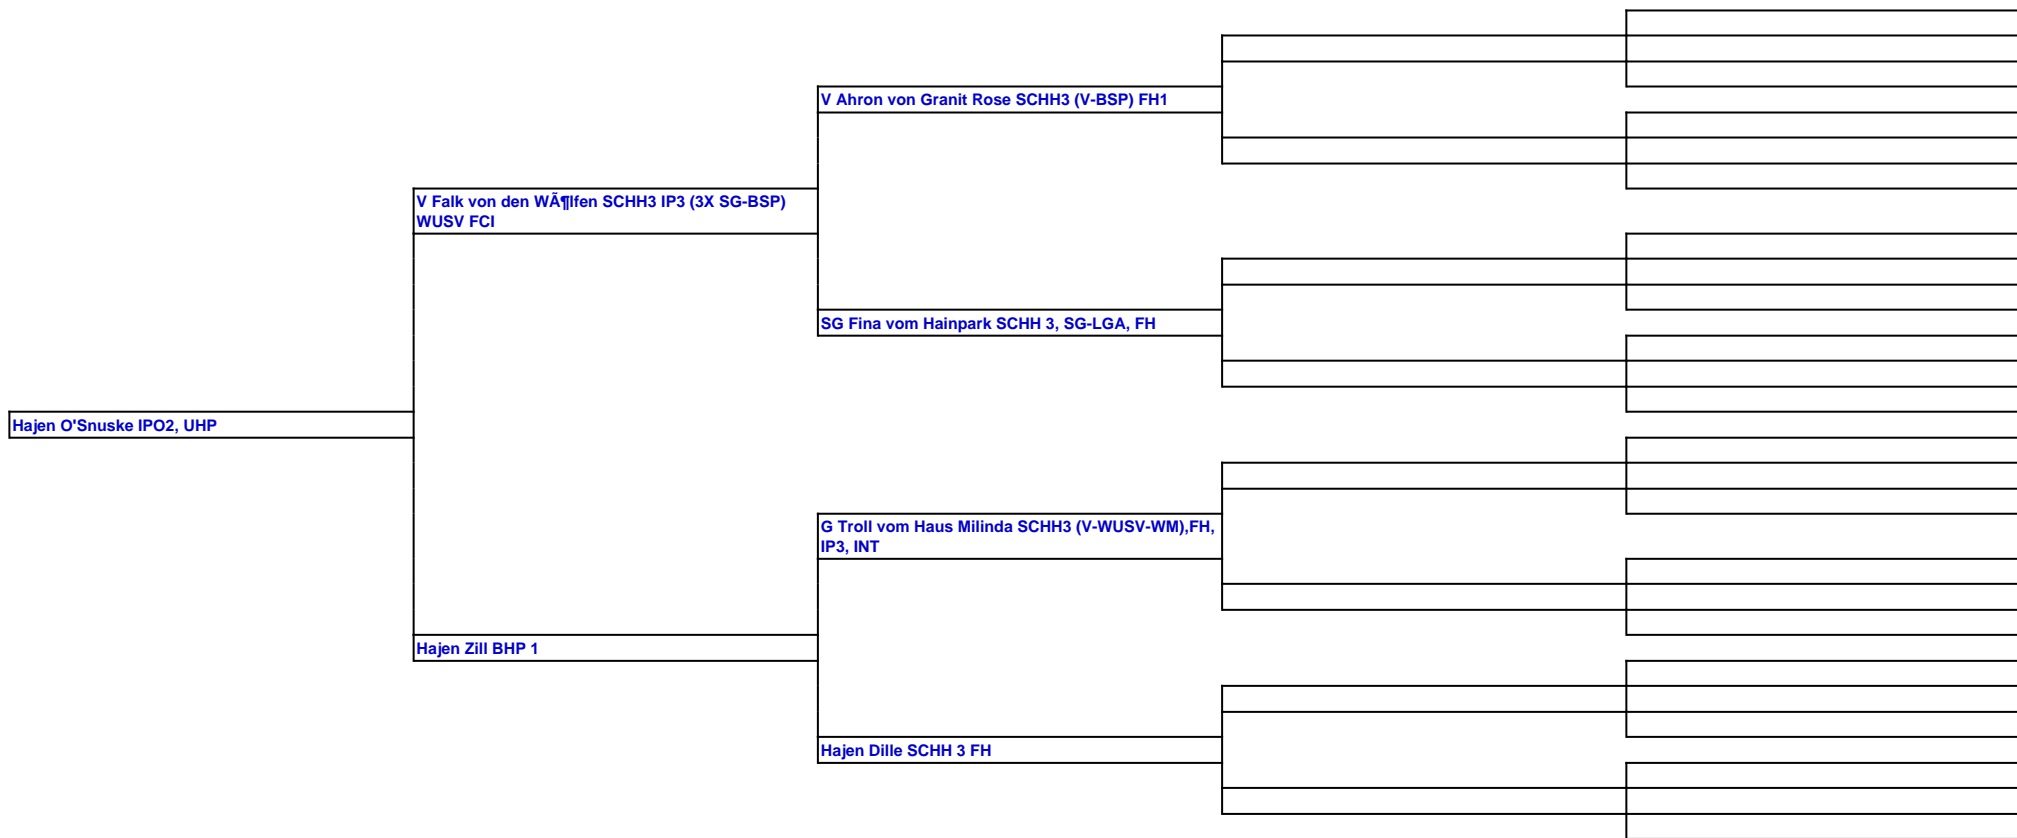 V Ahron von Granit Rose SCHH3 (V-BSP) FH1
V Falk von den WÃ¶lfen SCHH3 IP3 (3X SG-BSP)
WUSV FCI
SG Fina vom Hainpark SCHH 3, SG-LGA, FH
Hajen O'Snuske IPO2, UHP
G Troll vom Haus Milinda SCHH3 (V-WUSV-WM),FH,
IP3, INT
Hajen Zill BHP 1
Hajen Dille SCHH 3 FH